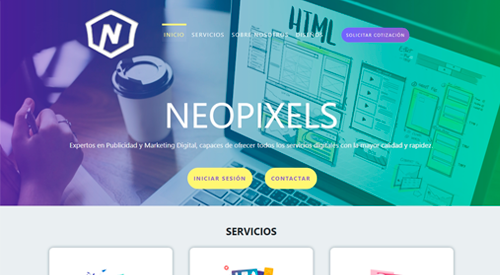 N
INICIO SERVICIOS SOBRE NOSOTROS DISEÑOS SOLICITAR COTIZACIÓN
HTML
NEOPIXELS
Expertos en Publicidad y Marketing Digital, capaces de ofrecer todos los servicios digitales con la mayor calidad y rapidez.
INICIAR SESIÓN CONTACTAR
SERVICIOS